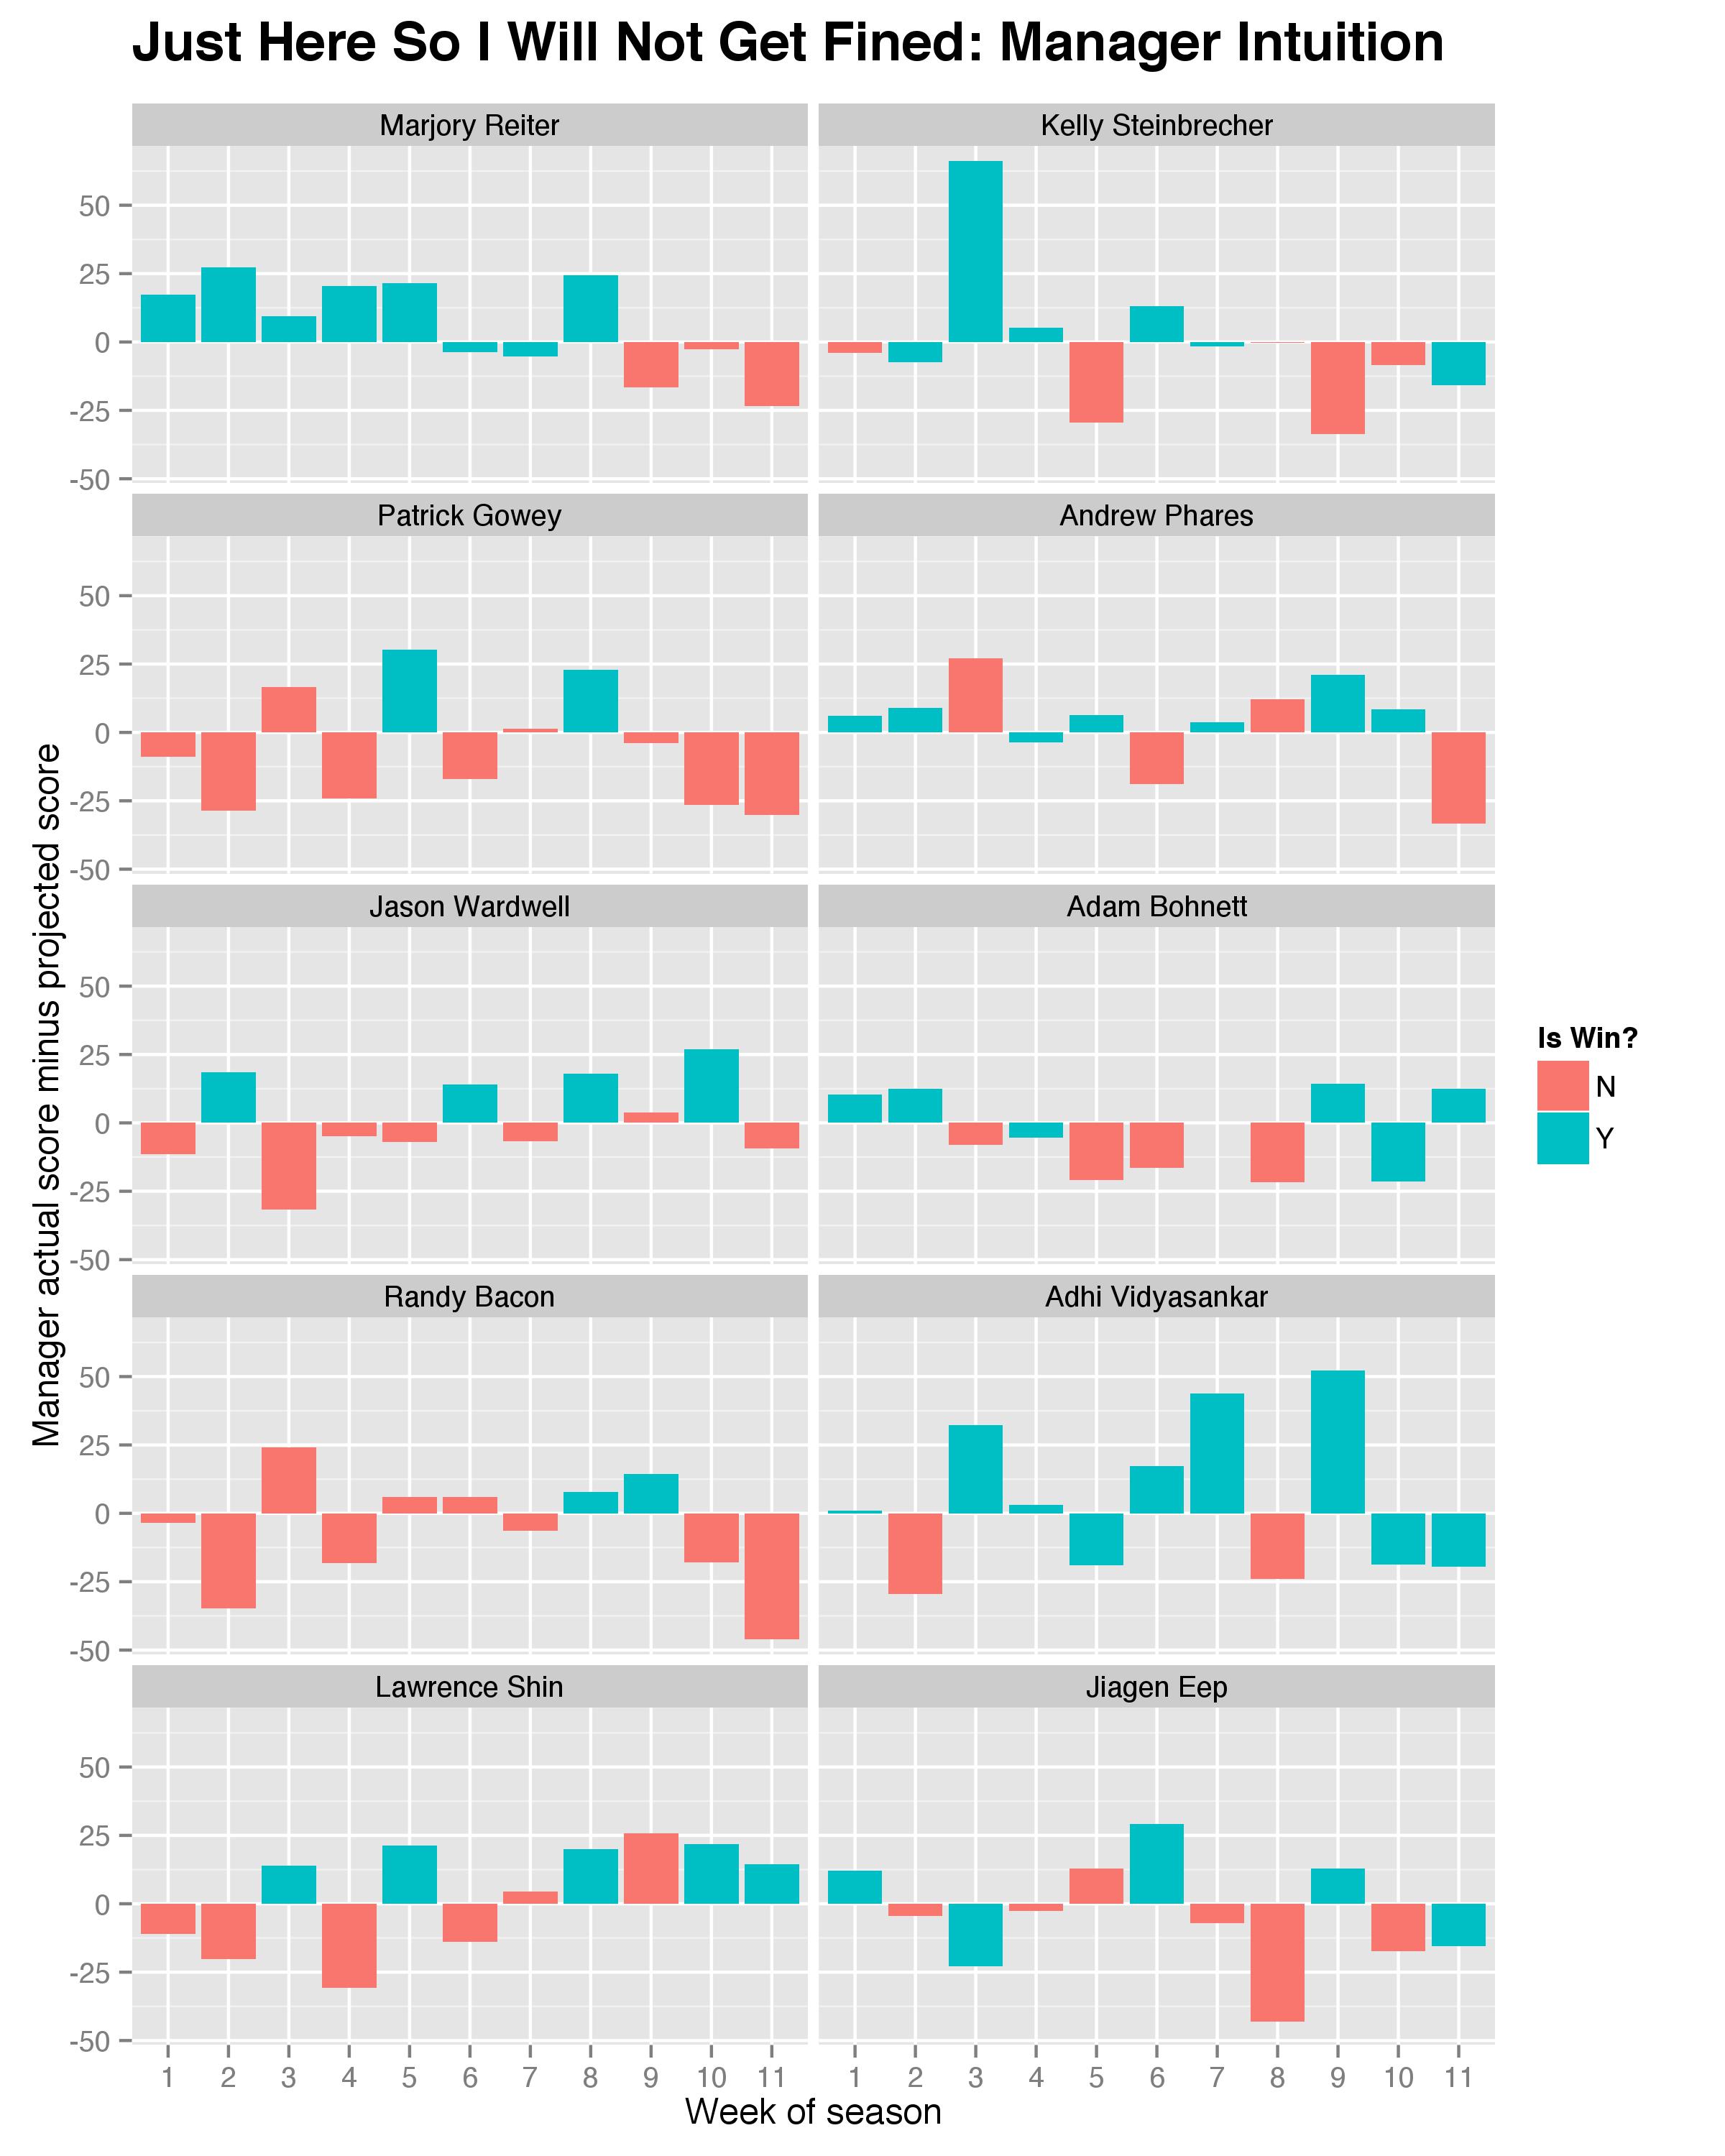 Just Here So I Will Not Get Fined: Manager Intuition
Marjory Reiter
Kelly Steinbrecher
50
25
0
-25
-50
Patrick Gowey
Andrew Phares
50
25
0
-25
-50
Jason Wardwell
Adam Bohnett
50
25
0
-25
-50
Randy Bacon
Adhi Vidyasankar
50
25
0
-25
-50
Lawrence Shin
Jiagen Eep
50
25
0
-25
-50
1 2 3 4 5 6 7 8 9 10 11
1 2 3 4 5 6 7 8 9 10 11
Week of season
Manager actual score minus projected score
Is Win?
N
Y